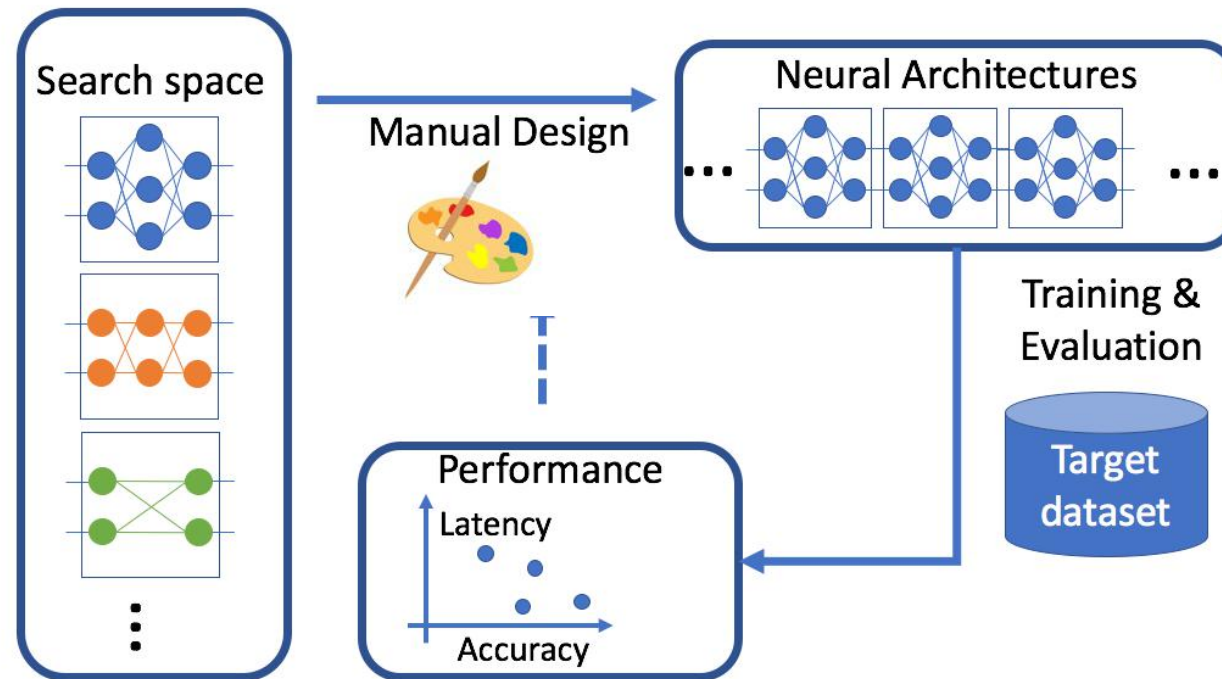 Search space
Manual Design
Neural Architectures
...
...
Training &
Evaluation
Target
dataset
Performance
Latency
Accuracy
...